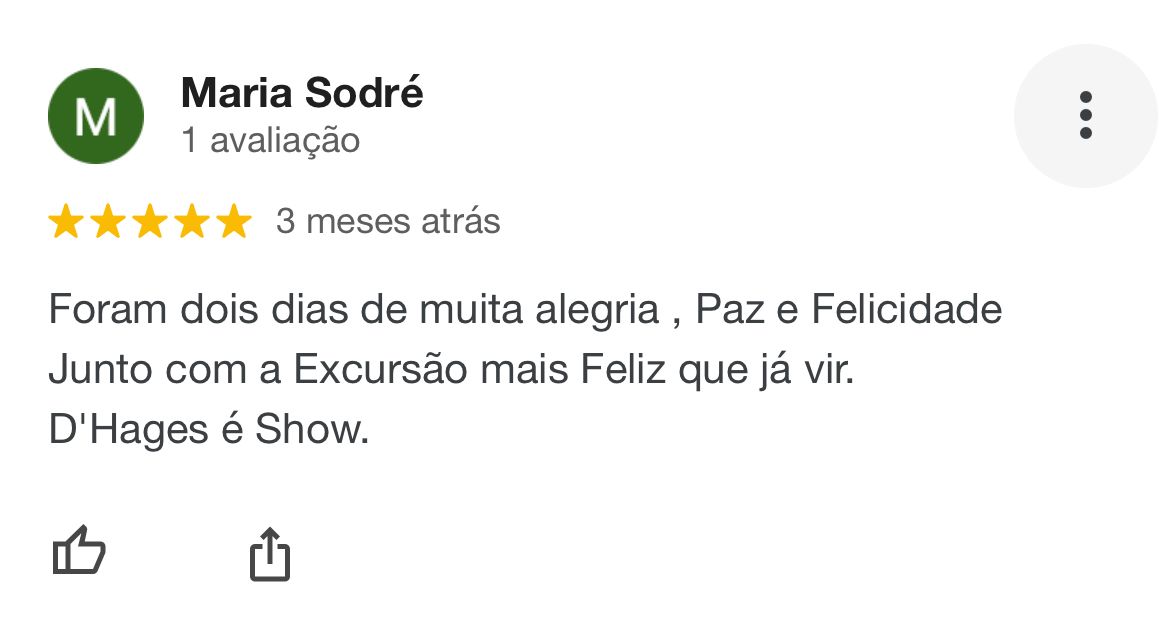 M
Maria Sodré
1 avaliação
3 meses atrás
Foram dois dias de muita alegria , Paz e Felicidade
Junto com a Excursão mais Feliz que já vir.
D'Hages é Show.